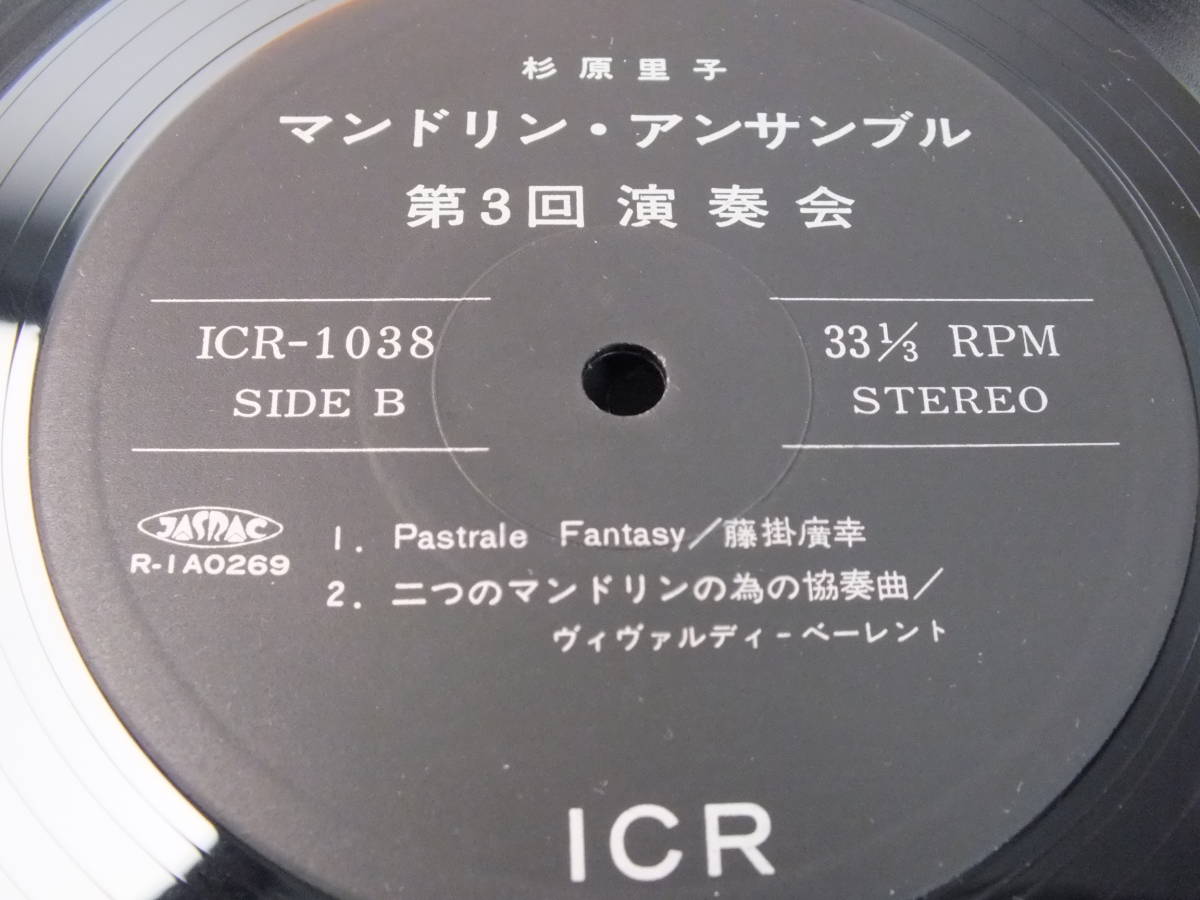 杉原里子
マンドリン・アンサンブル
第3回 演奏会
ICR-1038
SIDE B
33 1/3 RPM
STEREO
JASRAC
R-1A0269
1. Pastrale Fantasy/藤掛廣幸
2. 二つのマンドリンの為の協奏曲/
ヴィヴァルディ-ベーレント
ICR